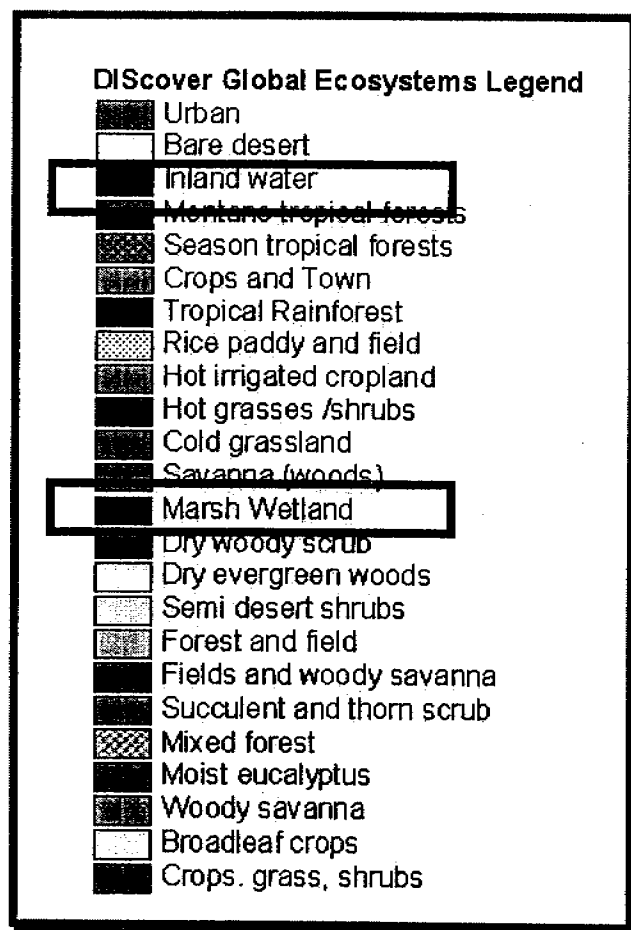 DIScover Global Ecosystems Legend
Urban
Bare desert
Inland water
Montane tropical forests
Season tropical forests
Crops and Town
Tropical Rainforest
Rice paddy and field
Hot irrigated cropland
Hot grasses /shrubs
Cold grassland
Savanna (woods)
Marsh Wetland
Dry woody scrub
Dry evergreen woods
Semi desert shrubs
Forest and field
Fields and woody savanna
Succulent and thorn scrub
Mixed forest
Moist eucalyptus
Woody savanna
Broadleaf crops
Crops. grass, shrubs